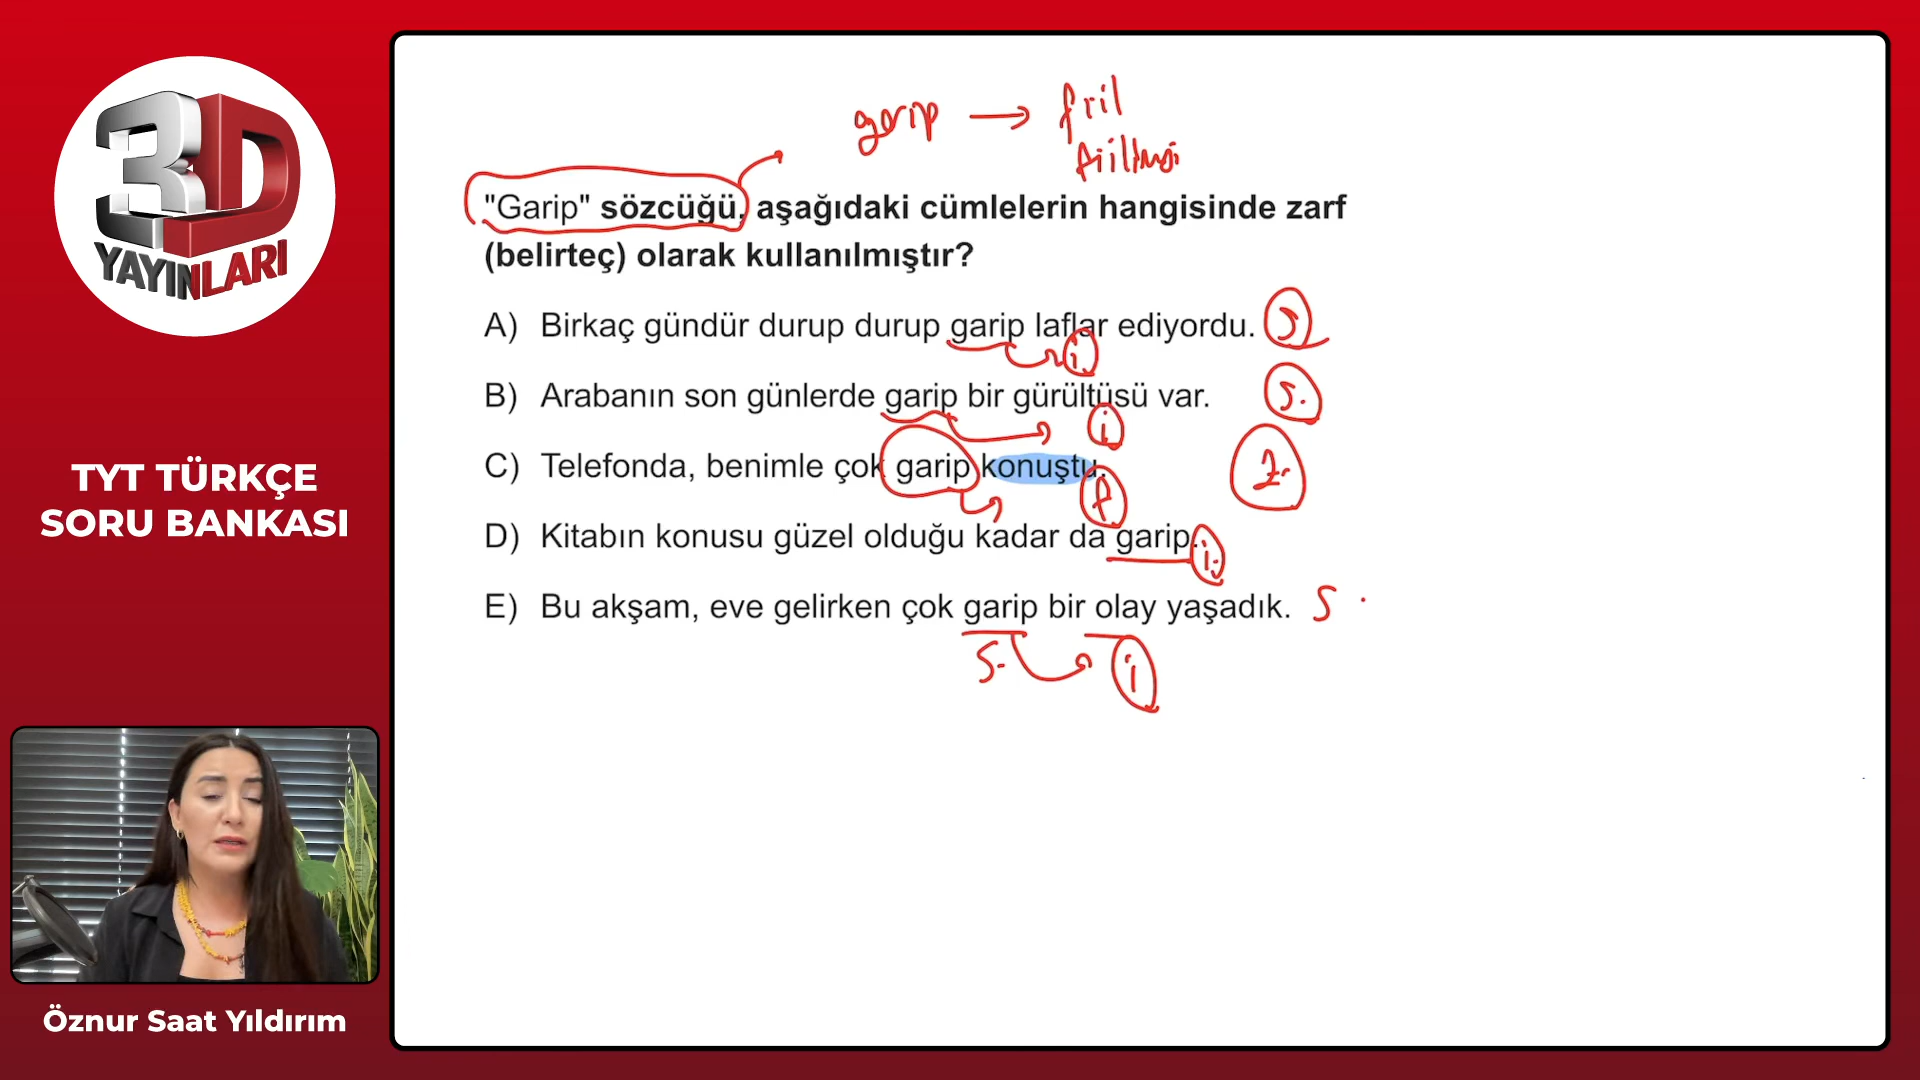 3D
YAYINLARI
TYT TÜRKÇE
SORU BANKASI
Öznur Saat Yıldırım
garip → fiil
fiilimsi
"Garip" sözcüğü, aşağıdaki cümlelerin hangisinde zarf
(belirteç) olarak kullanılmıştır?
A) Birkaç gündür durup durup garip laflar ediyordu. S
i.
B) Arabanın son günlerde garip bir gürültüsü var. S.
i
C) Telefonda, benimle çok garip konuştu. Z.
f
D) Kitabın konusu güzel olduğu kadar da garip. i.
E) Bu akşam, eve gelirken çok garip bir olay yaşadık. S.
S. i